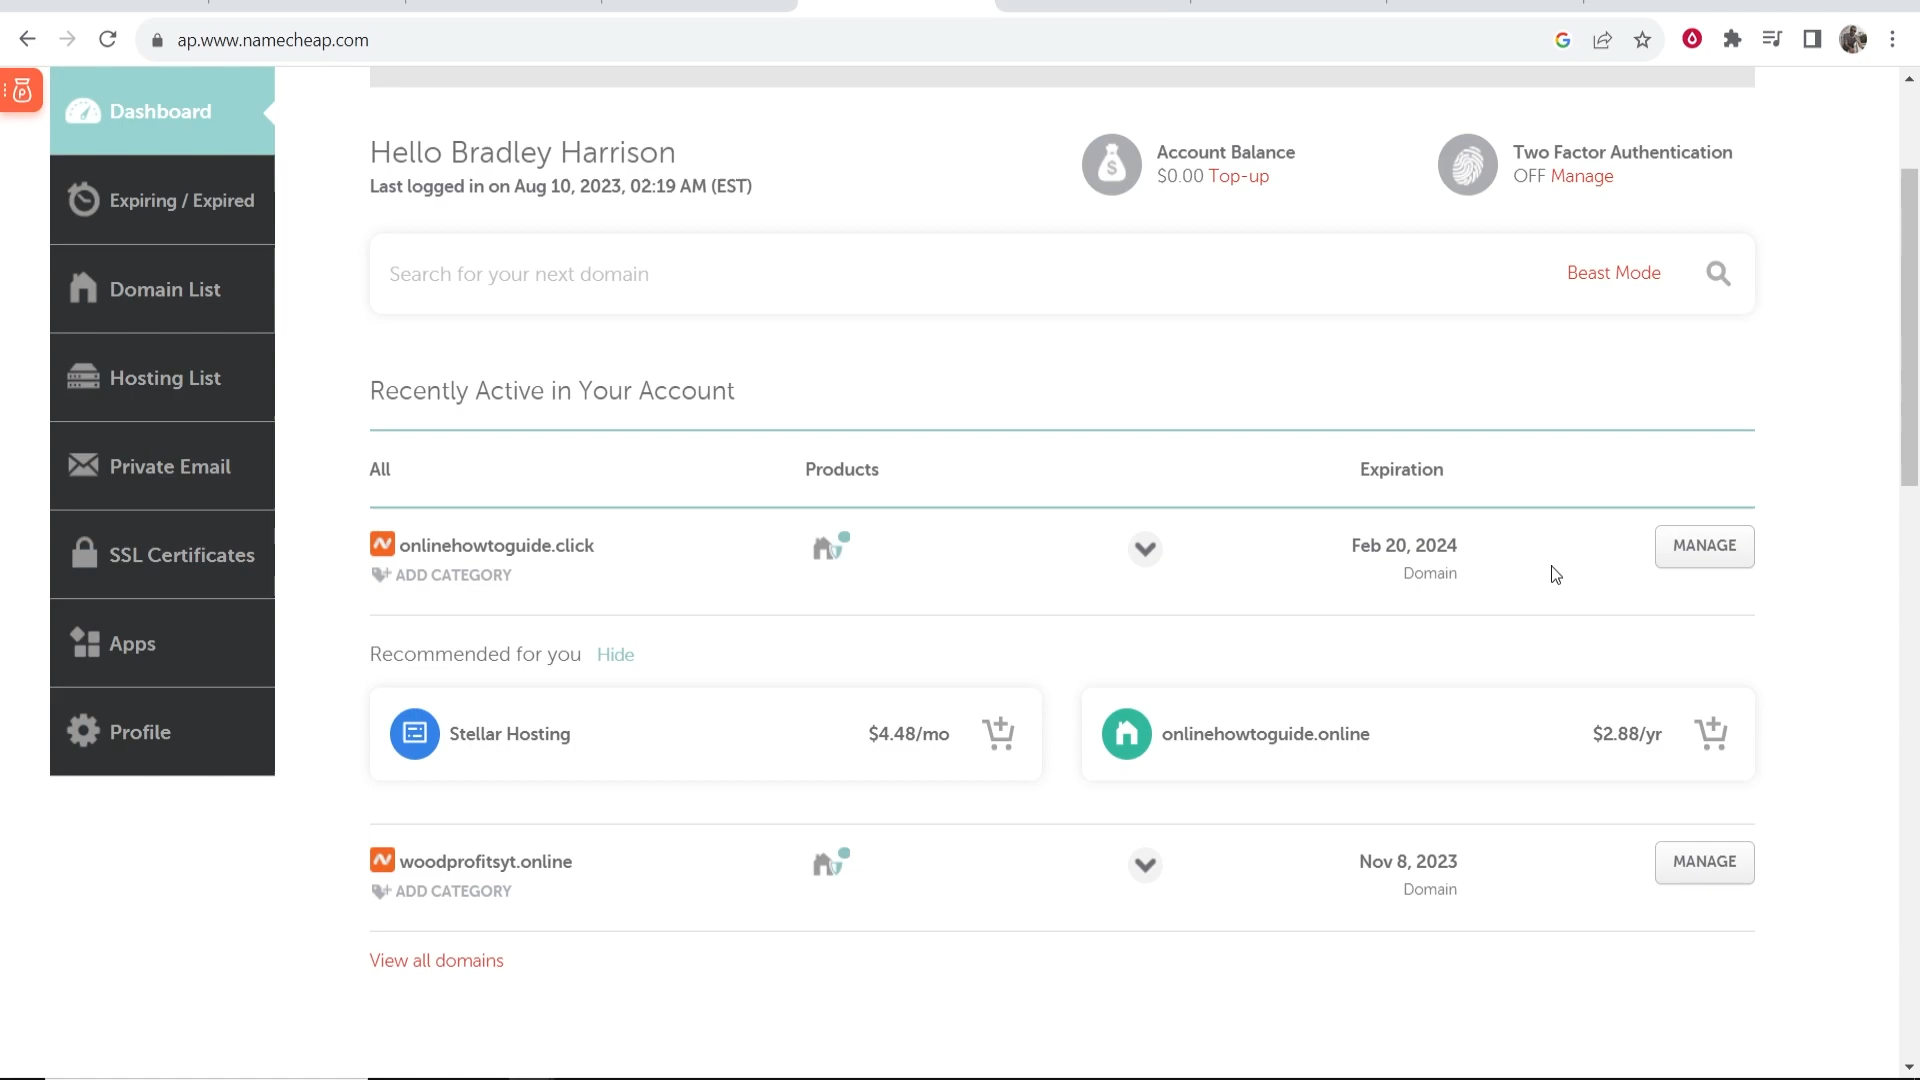 ap.www.namecheap.com
Dashboard
Expiring / Expired
Domain List
Hosting List
Private Email
SSL Certificates
Apps
Profile
Hello Bradley Harrison
Last logged in on Aug 10, 2023, 02:19 AM (EST)
Account Balance
$0.00 Top-up
Two Factor Authentication
OFF Manage
Search for your next domain
Beast Mode
Recently Active in Your Account
All Products Expiration
onlinehowtoguide.click Feb 20, 2024 MANAGE
ADD CATEGORY Domain
Recommended for you Hide
Stellar Hosting $4.48/mo
onlinehowtoguide.online $2.88/yr
woodprofitsyt.online Nov 8, 2023 MANAGE
ADD CATEGORY Domain
View all domains